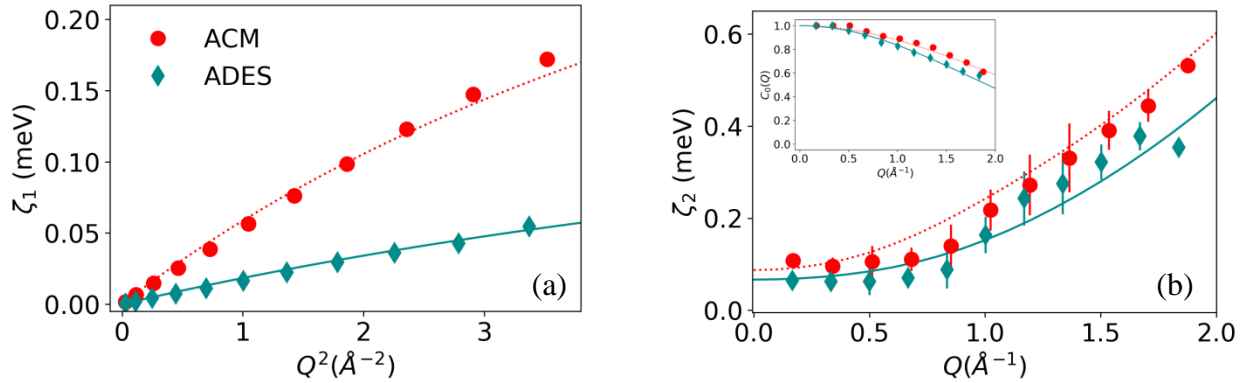 0.20
0.15
0.10
0.05
0.00
ζ1 (meV)
ACM
ADES
(a)
0 1 2 3
Q²(Å⁻²)
0.6
0.4
0.2
0.0
ζ2 (meV)
1.0
0.8
0.6
0.4
0.2
0.0
C₀(Q)
0.0 0.5 1.0 1.5 2.0
Q(Å⁻¹)
(b)
0.0 0.5 1.0 1.5 2.0
Q(Å⁻¹)